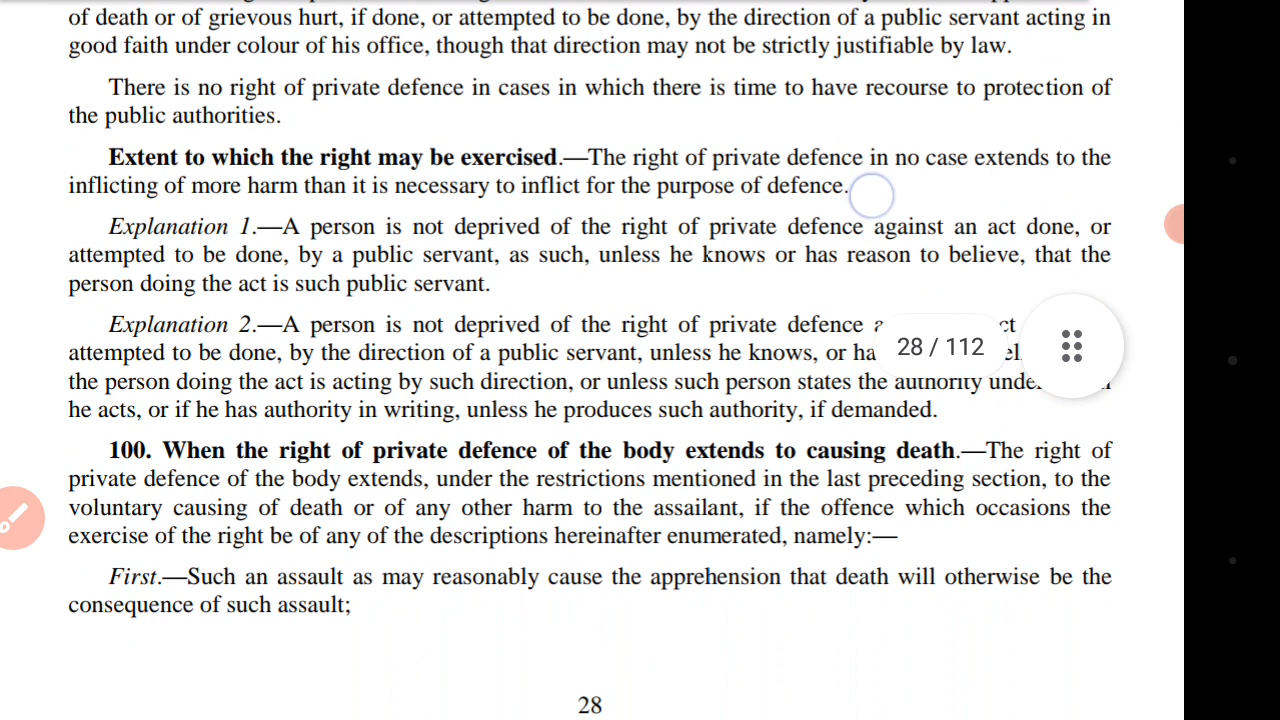 of death or of grievous hurt, if done, or attempted to be done, by the direction of a public servant acting in
good faith under colour of his office, though that direction may not be strictly justifiable by law.
There is no right of private defence in cases in which there is time to have recourse to protection of
the public authorities.
Extent to which the right may be exercised.—The right of private defence in no case extends to the
inflicting of more harm than it is necessary to inflict for the purpose of defence.
Explanation 1.—A person is not deprived of the right of private defence against an act done, or
attempted to be done, by a public servant, as such, unless he knows or has reason to believe, that the
person doing the act is such public servant.
Explanation 2.—A person is not deprived of the right of private defence
attempted to be done, by the direction of a public servant, unless he knows, or
28 / 112
the person doing the act is acting by such direction, or unless such person states the authority
he acts, or if he has authority in writing, unless he produces such authority, if demanded.
100. When the right of private defence of the body extends to causing death.—The right of
private defence of the body extends, under the restrictions mentioned in the last preceding section, to the
voluntary causing of death or of any other harm to the assailant, if the offence which occasions the
exercise of the right be of any of the descriptions hereinafter enumerated, namely:—
First.—Such an assault as may reasonably cause the apprehension that death will otherwise be the
consequence of such assault;
28